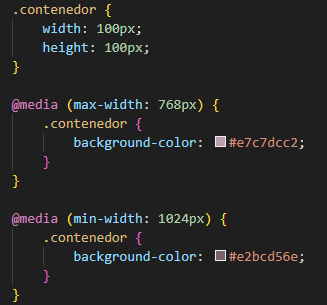 .contenedor {
width: 100px;
height: 100px;
}
@media (max-width: 768px) {
.contenedor {
background-color: #e7c7dcc2;
}
}
@media (min-width: 1024px) {
.contenedor {
background-color: #e2bcd56e;
}
}